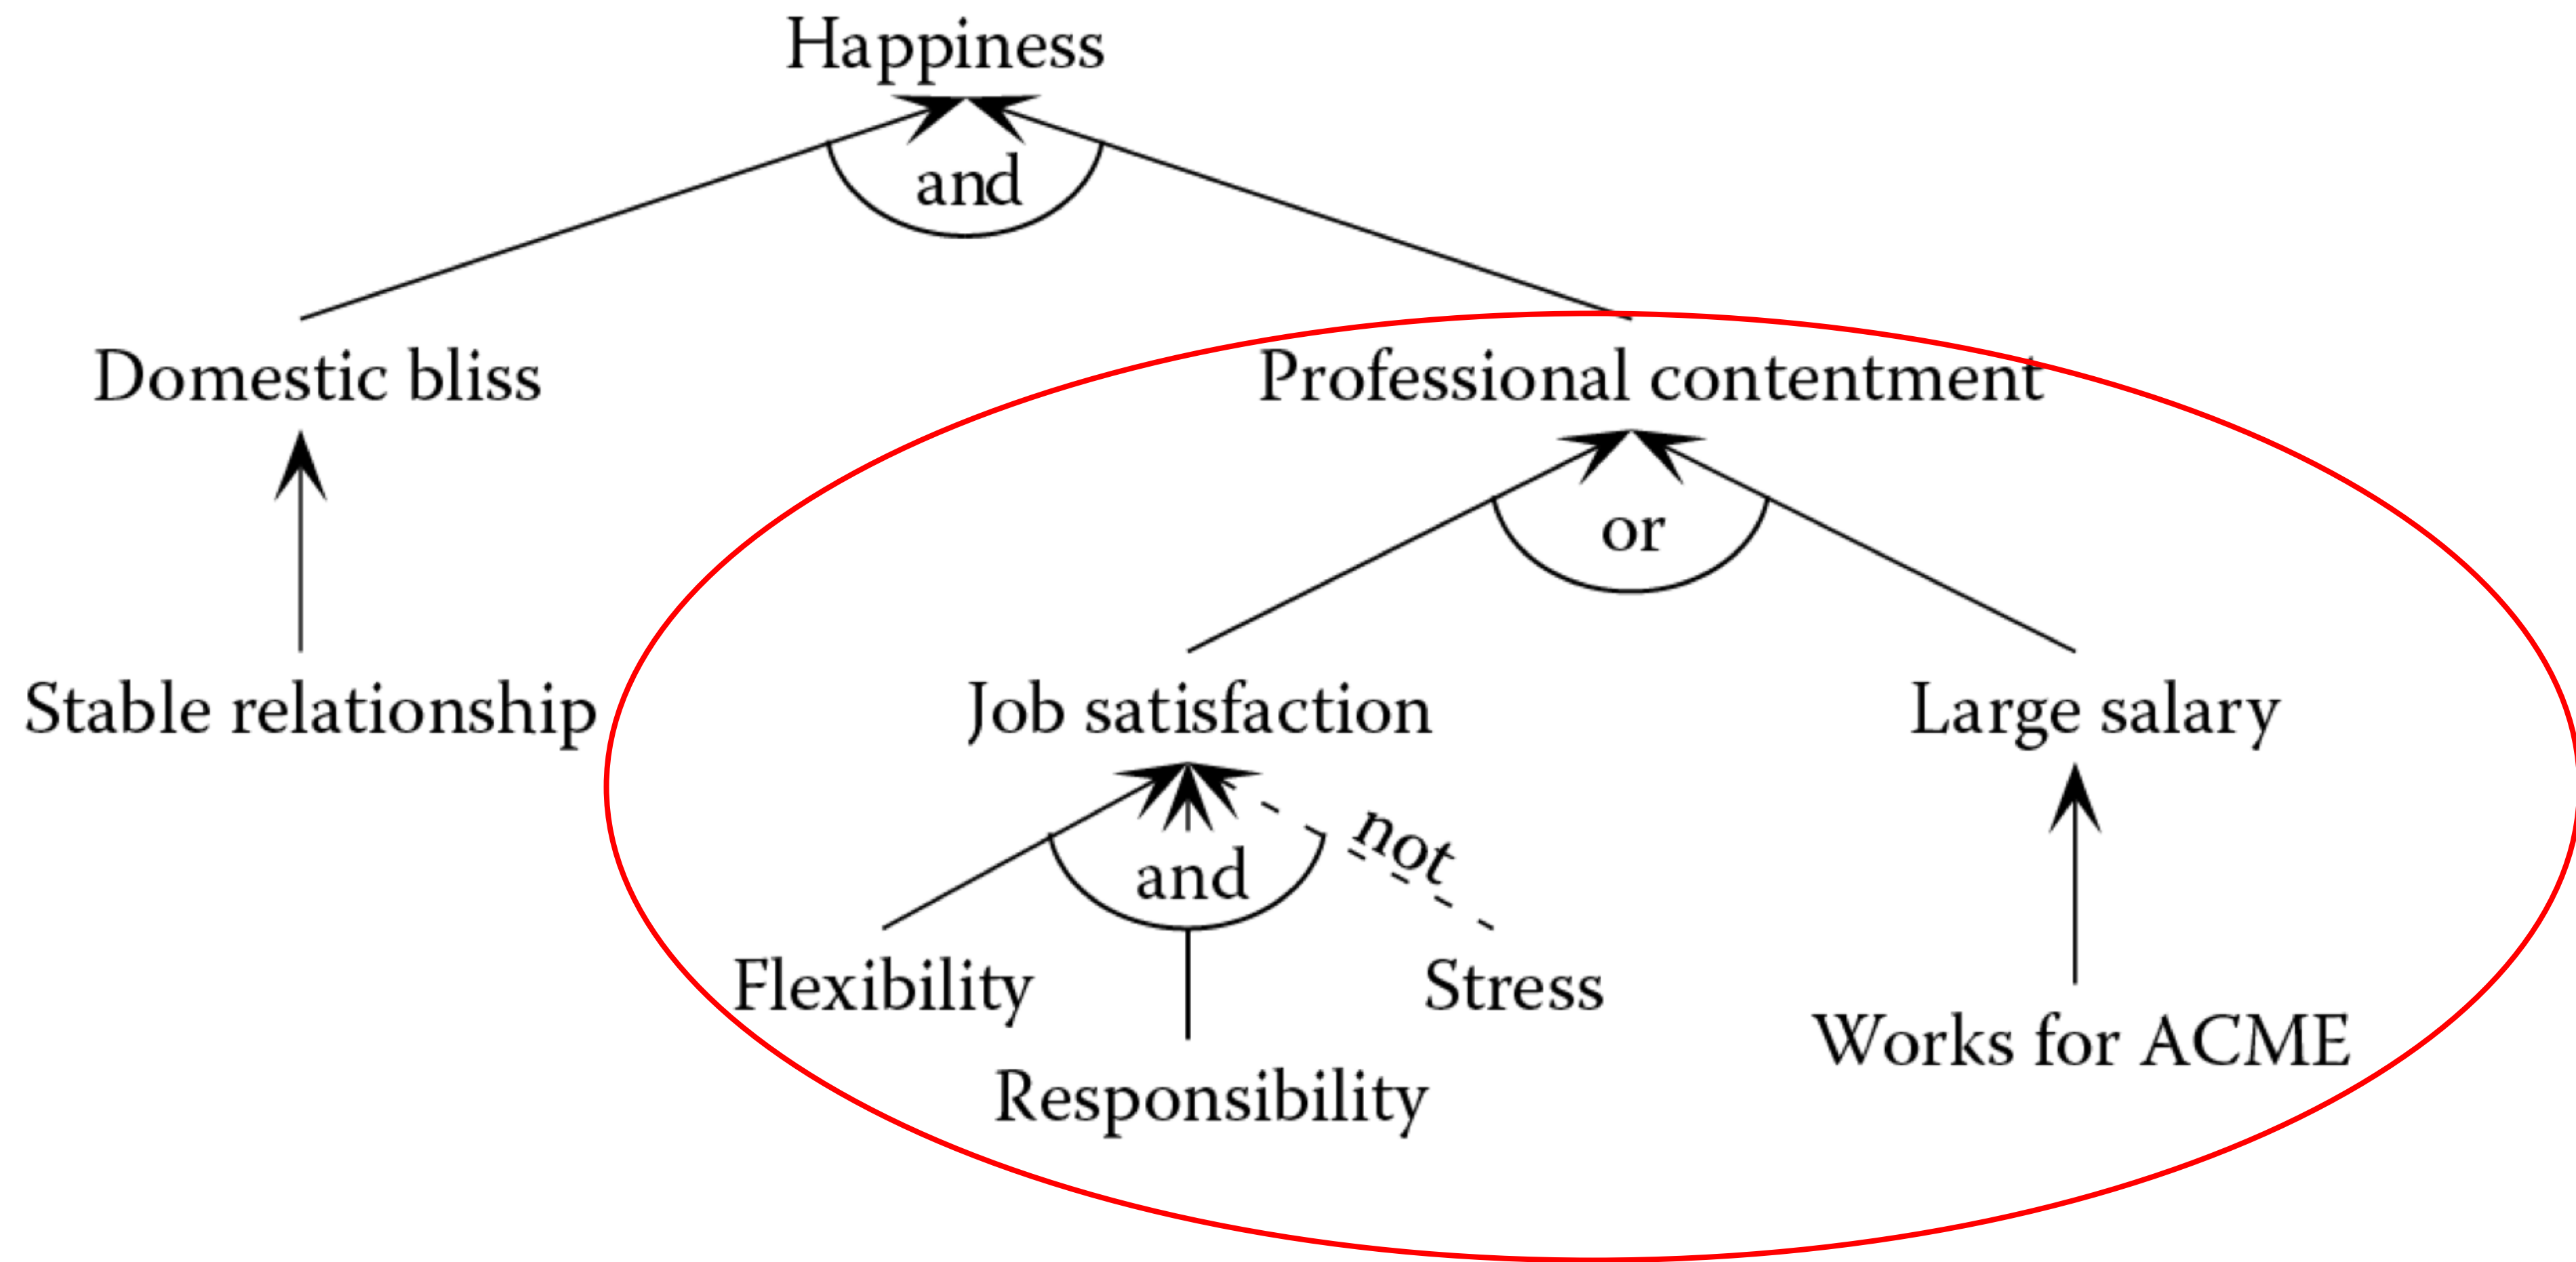 Happiness
and
Domestic bliss
Professional contentment
or
Stable relationship
Job satisfaction
Large salary
not
and
Flexibility
Stress
Works for ACME
Responsibility